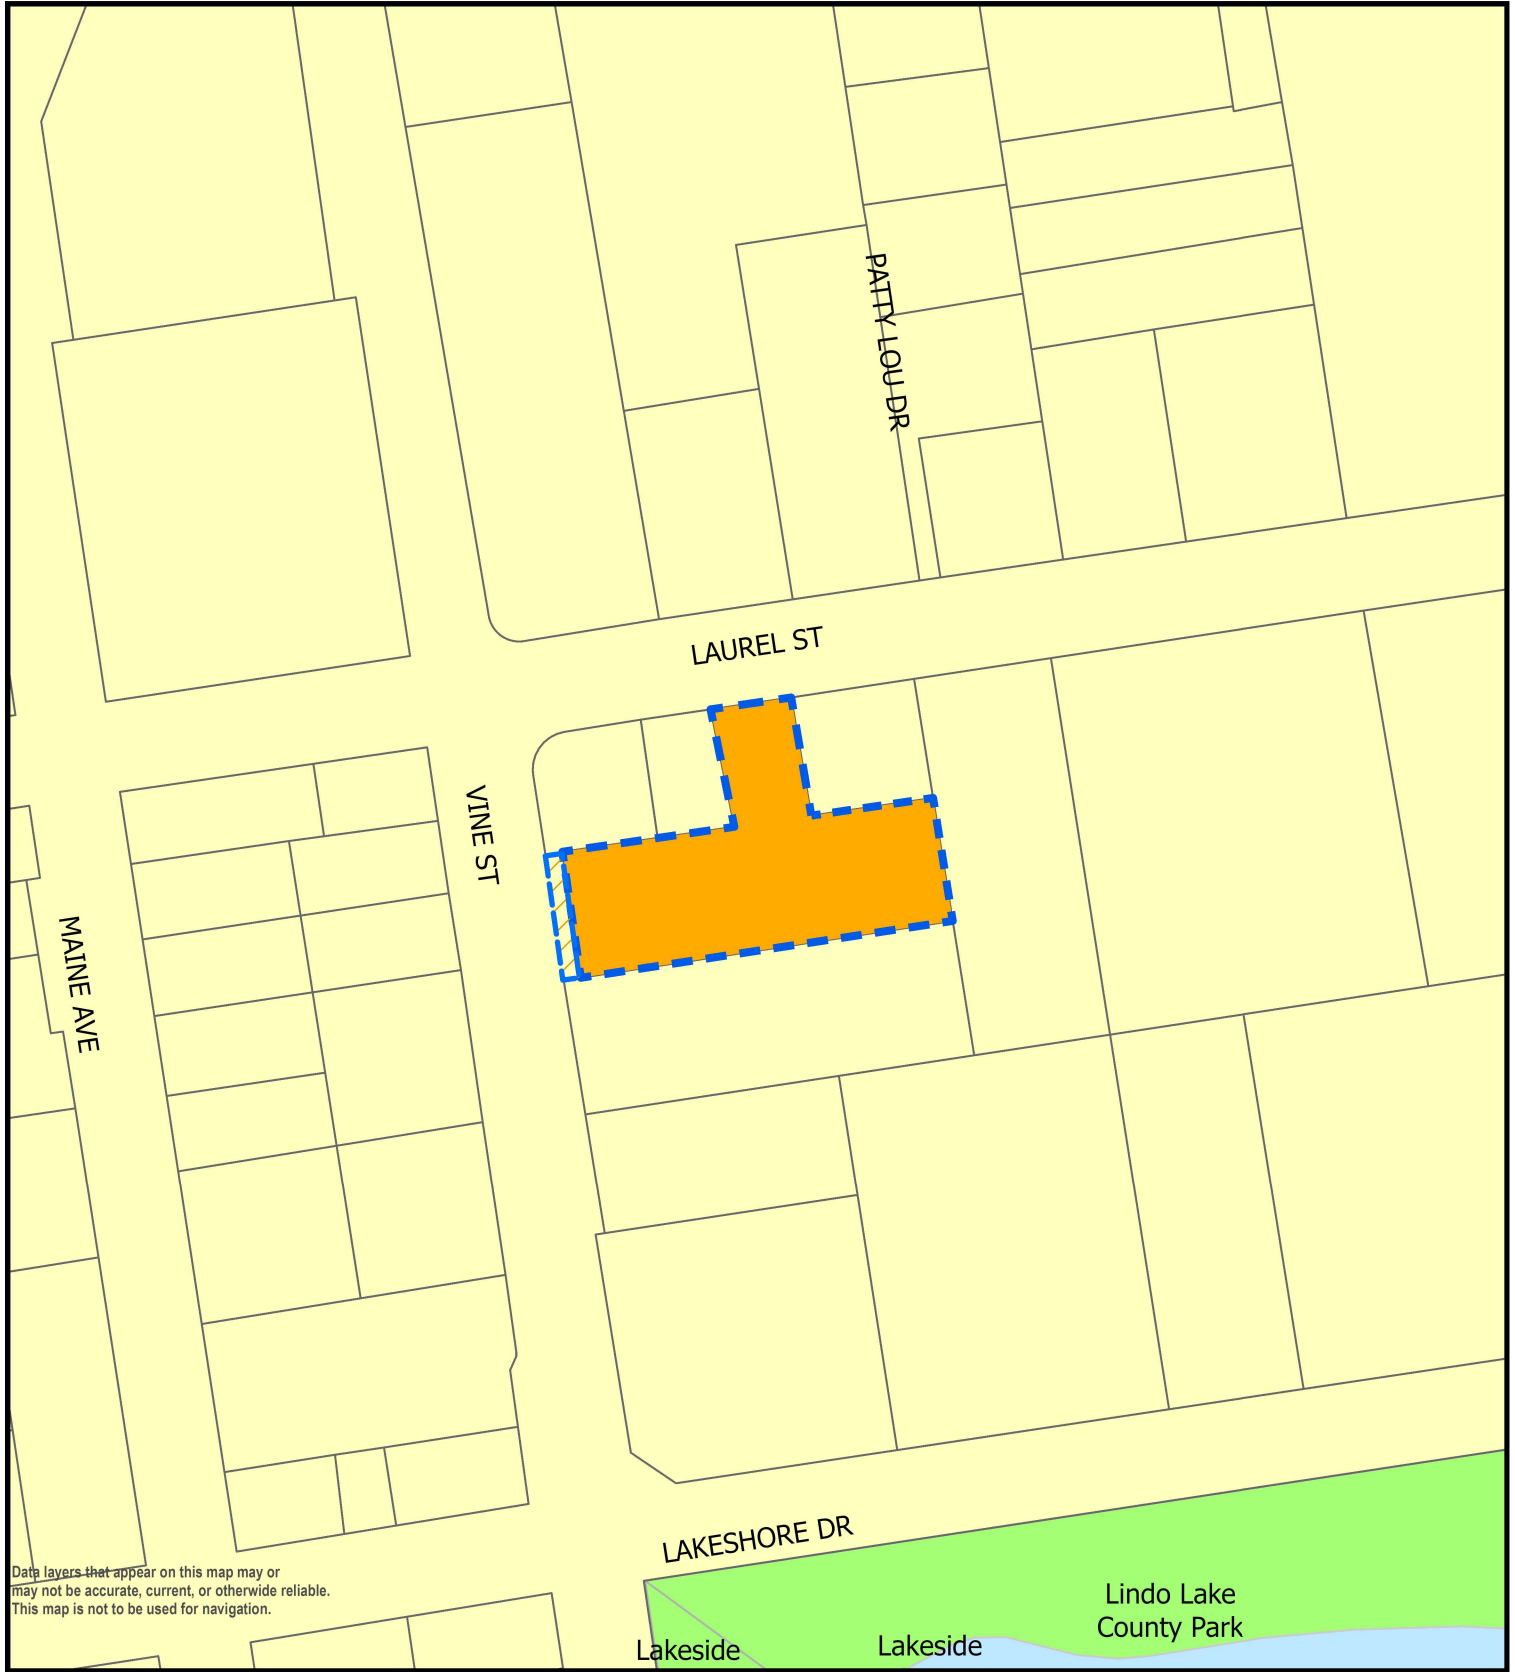 PATTY LOU DR
LAUREL ST
VINE ST
MAINE AVE
LAKESHORE DR
Data layers that appear on this map may or
may not be accurate, current, or otherwide reliable.
This map is not to be used for navigation.
Lindo Lake
County Park
Lakeside
Lakeside